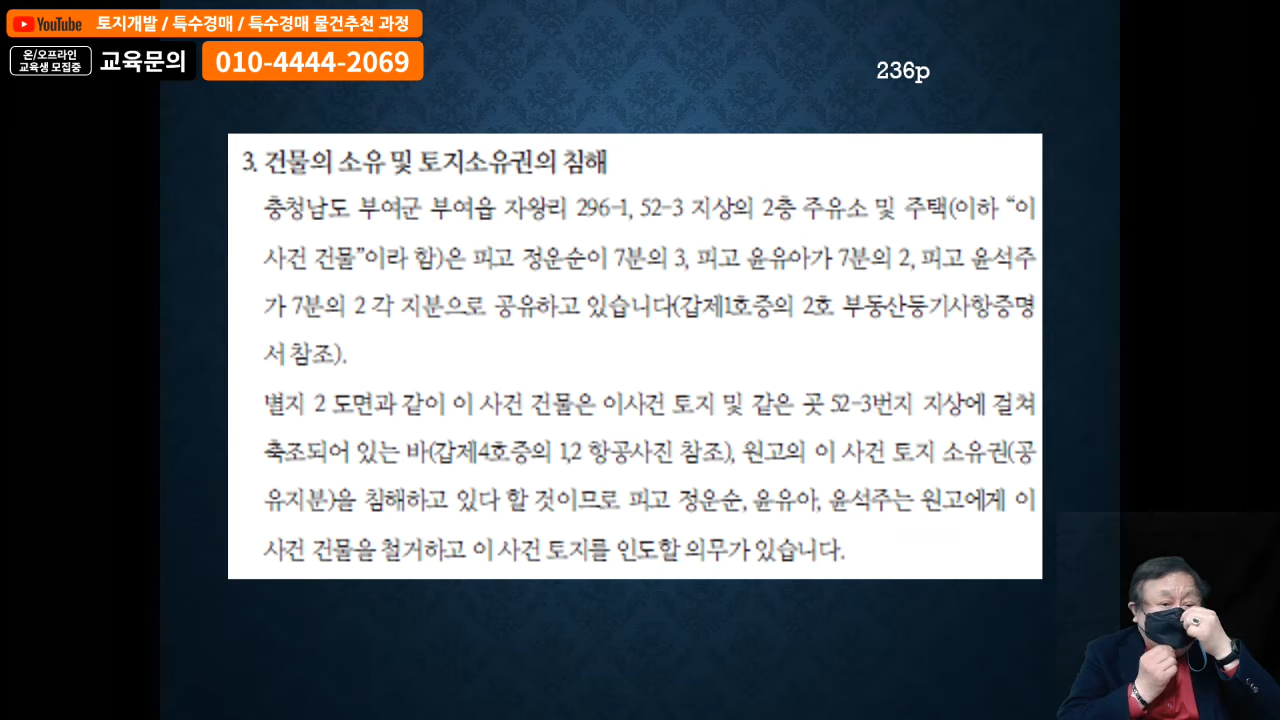 YouTube 토지개발 / 특수경매 / 특수경매 물건추천 과정
온/오프라인
교육생 모집중
교육문의
010-4444-2069
236p
3. 건물의 소유 및 토지소유권의 침해
충청남도 부여군 부여읍 자왕리 296-1, 52-3 지상의 2층 주유소 및 주택(이하 “이
사건 건물”이라 함)은 피고 정운순이 7분의 3, 피고 윤유아가 7분의 2, 피고 윤석주
가 7분의 2 각 지분으로 공유하고 있습니다(갑제1호증의 2호 부동산등기사항증명
서 참조).
별지 2 도면과 같이 이 사건 건물은 이사건 토지 및 같은 곳 52-3번지 지상에 걸쳐
축조되어 있는 바(갑제4호증의 1,2 항공사진 참조), 원고의 이 사건 토지 소유권(공
유지분)을 침해하고 있다 할 것이므로 피고 정운순, 윤유아, 윤석주는 원고에게 이
사건 건물을 철거하고 이 사건 토지를 인도할 의무가 있습니다.